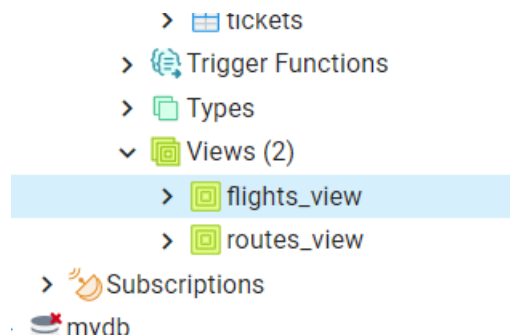 tickets
Trigger Functions
Types
Views (2)
flights_view
routes_view
Subscriptions
mydb